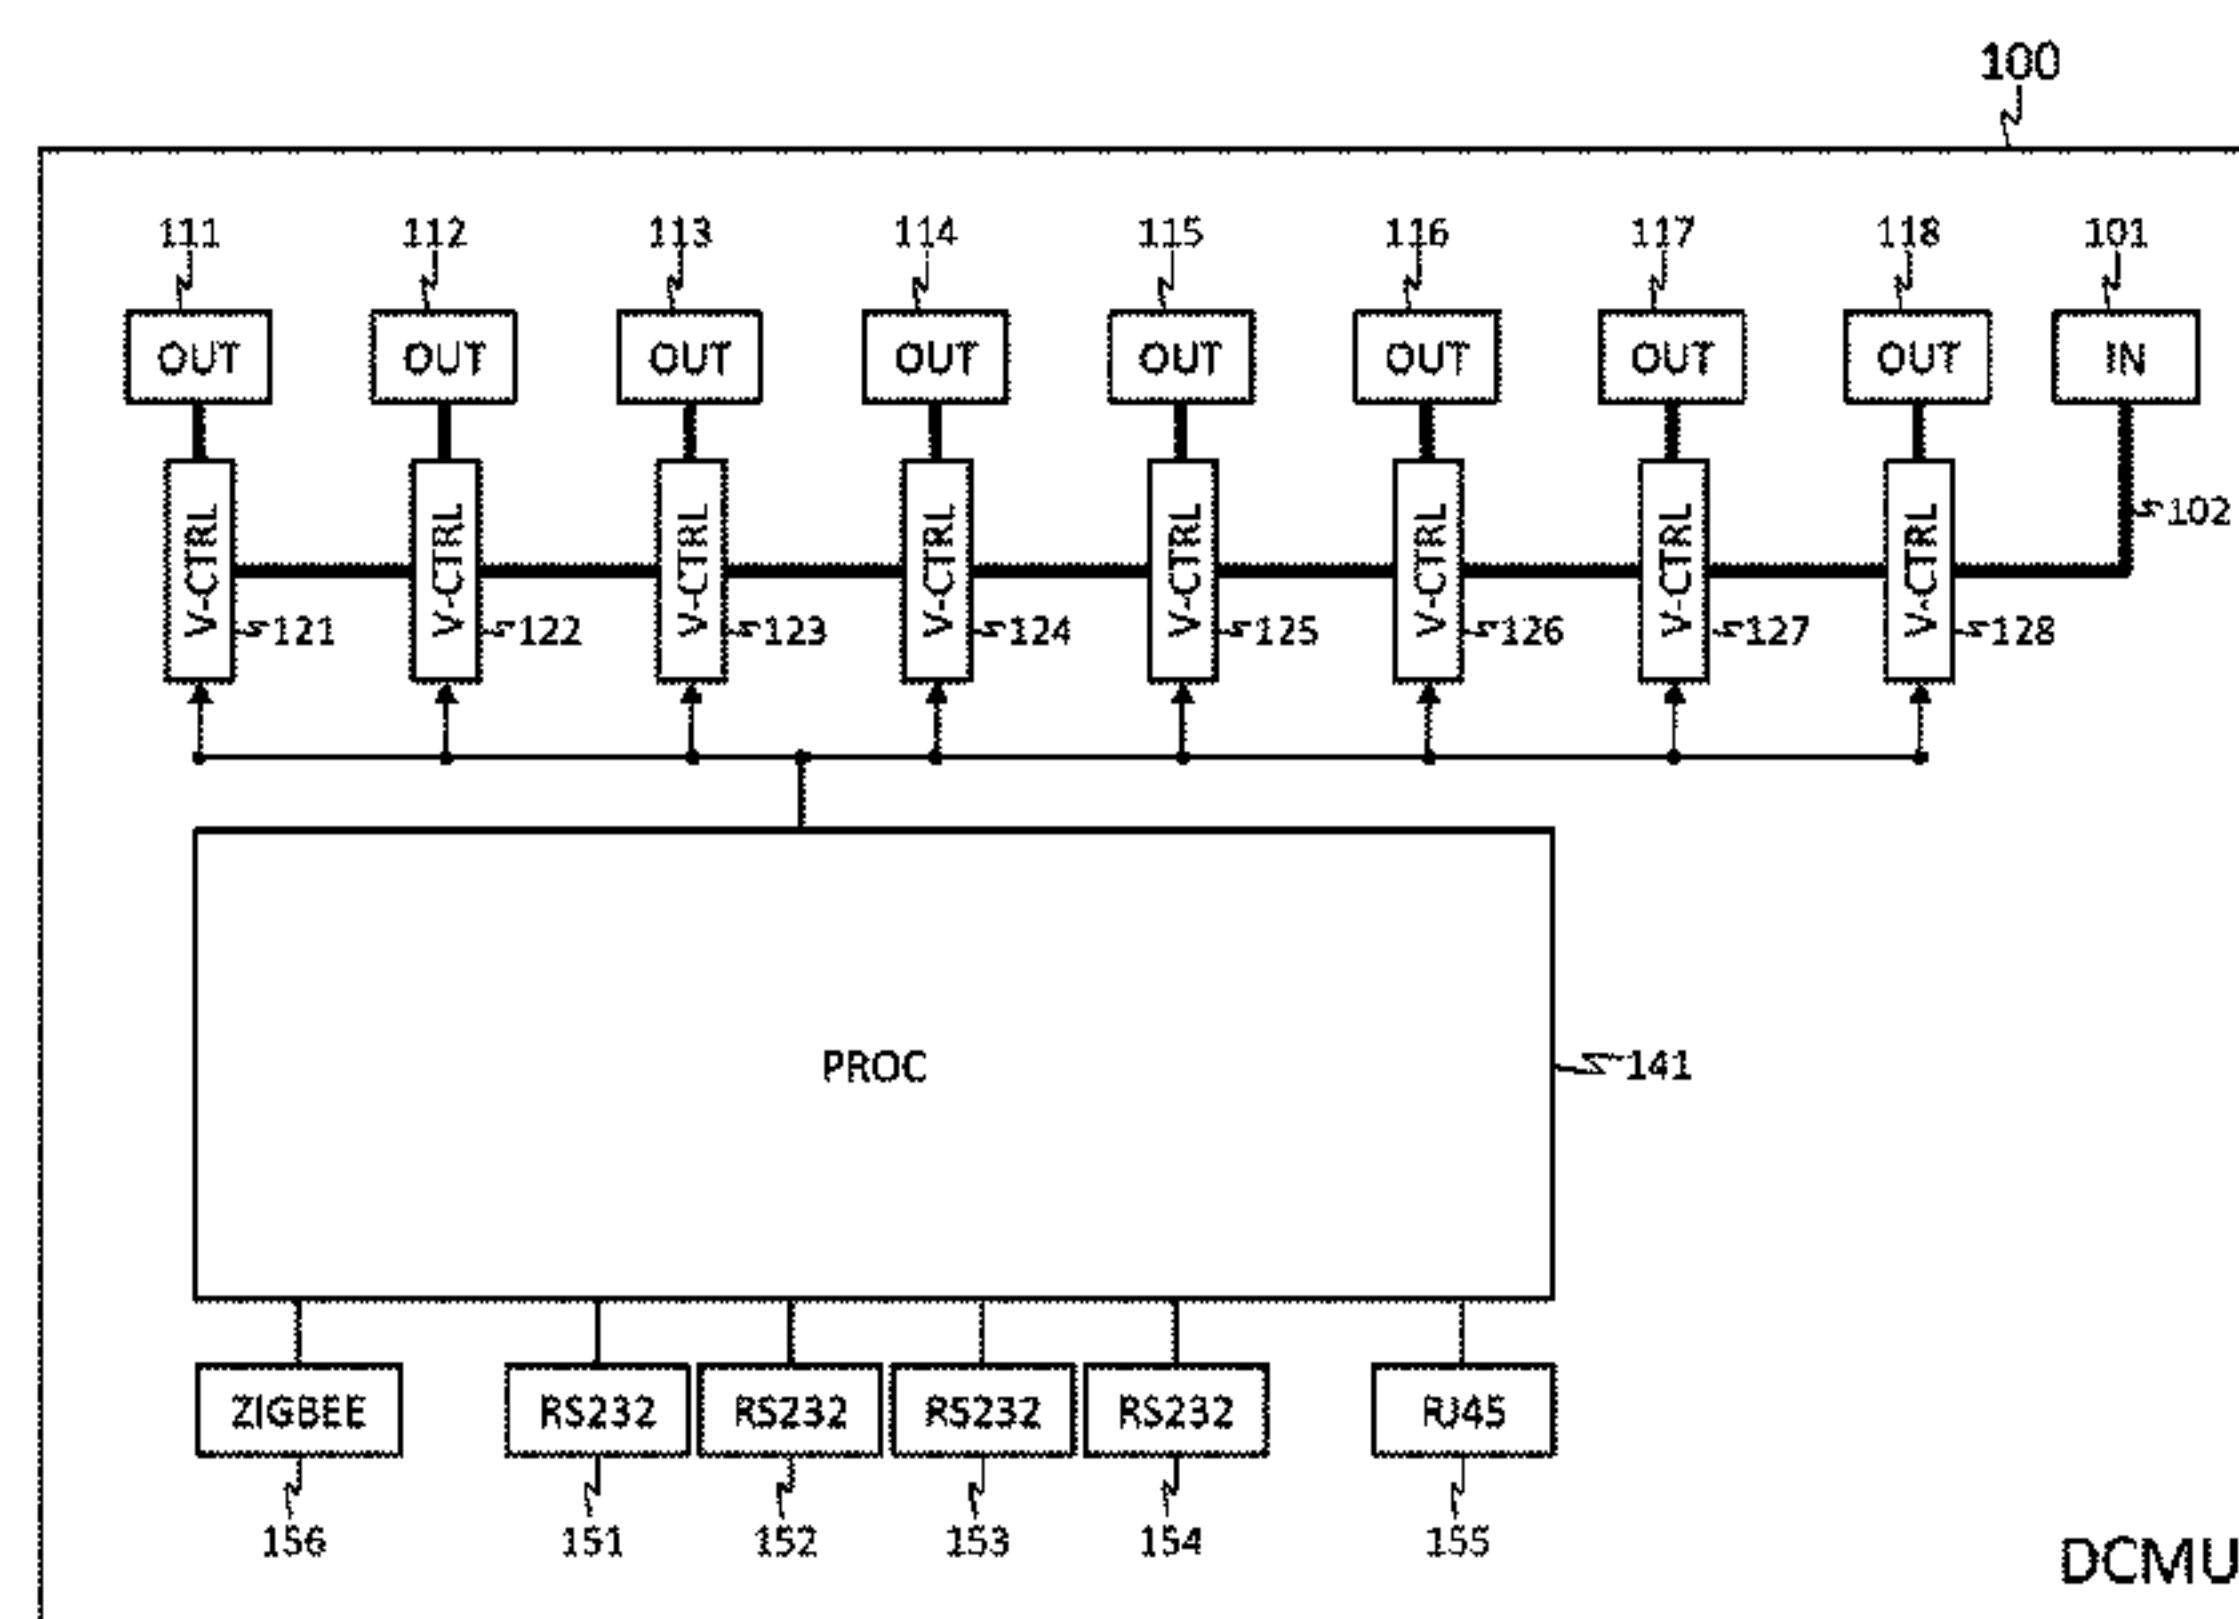 100
111 112 113 114 115 116 117 118 101
OUT OUT OUT OUT OUT OUT OUT OUT IN
V-CTRL V-CTRL V-CTRL V-CTRL V-CTRL V-CTRL V-CTRL V-CTRL
102
121 122 123 124 125 126 127 128
PROC
141
ZIGBEE RS232 RS232 RS232 RS232 RJ45
156 151 152 153 154 155
DCMU